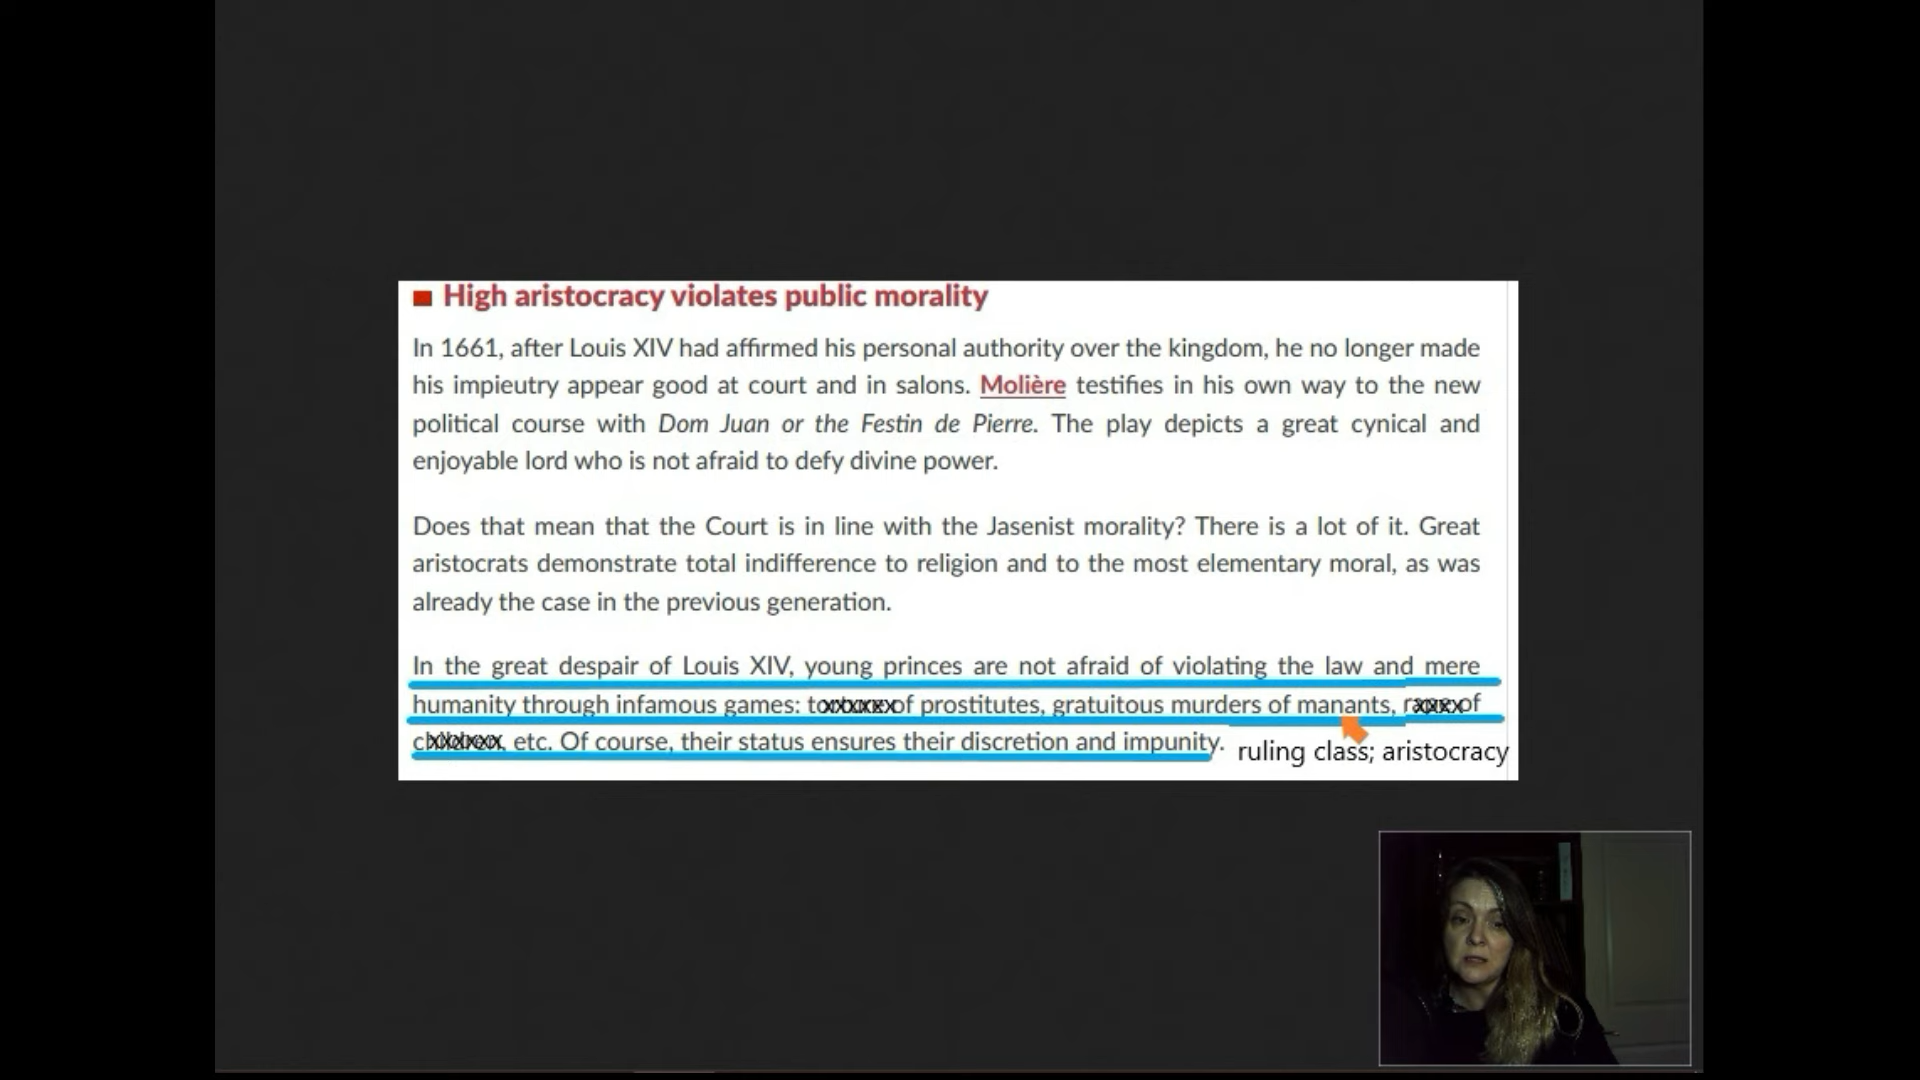 High aristocracy violates public morality
In 1661, after Louis XIV had affirmed his personal authority over the kingdom, he no longer made
his impieutry appear good at court and in salons. Molière testifies in his own way to the new
political course with Dom Juan or the Festin de Pierre. The play depicts a great cynical and
enjoyable lord who is not afraid to defy divine power.
Does that mean that the Court is in line with the Jasenist morality? There is a lot of it. Great
aristocrats demonstrate total indifference to religion and to the most elementary moral, as was
already the case in the previous generation.
In the great despair of Louis XIV, young princes are not afraid of violating the law and mere
humanity through infamous games: of prostitutes, gratuitous murders of manants, of
etc. Of course, their status ensures their discretion and impunity.
ruling class; aristocracy